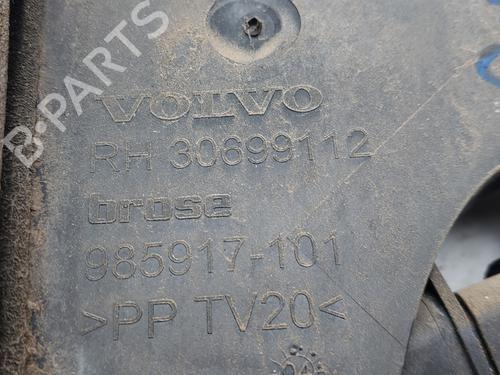 B-PARTS
VOLVO
RH 30699112
brose
985917-101
>PP TV20<